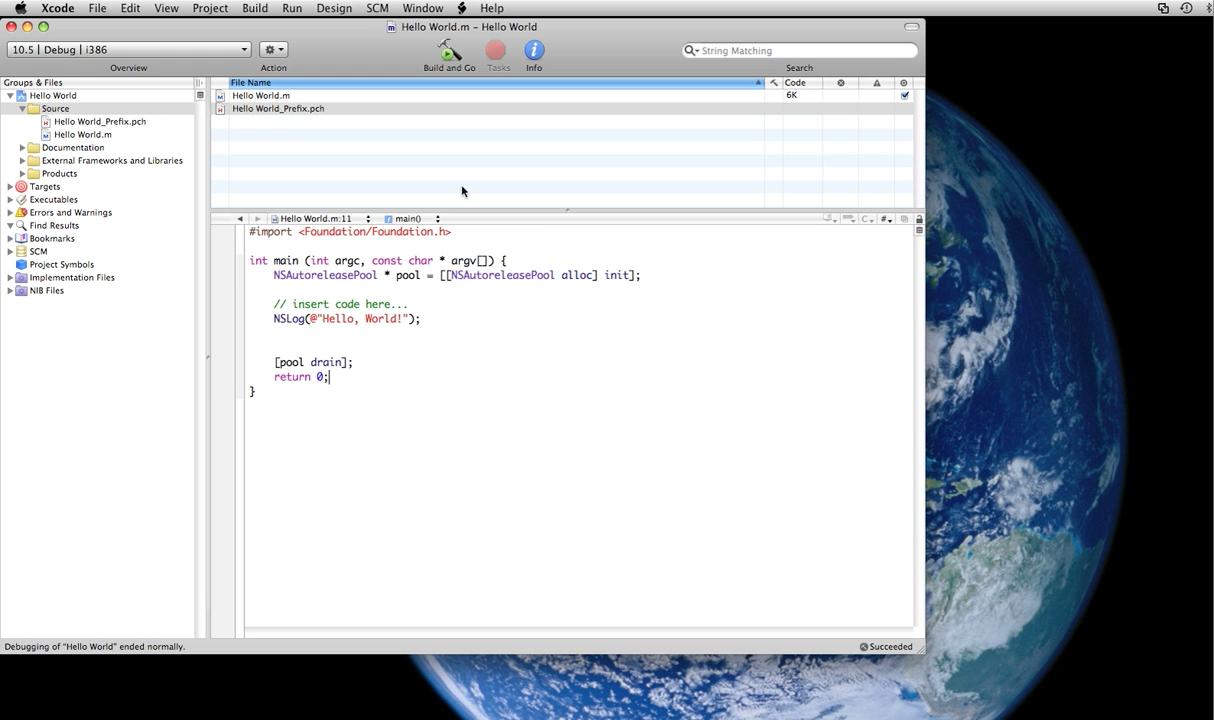 Xcode File Edit View Project Build Run Design SCM Window Help
Hello World.m - Hello World
10.5 | Debug | i386
String Matching
Overview Action Build and Go Tasks Info Search
Groups & Files
File Name Code
Hello World
Hello World.m 6K
Source
Hello World_Prefix.pch
Hello World_Prefix.pch
Hello World.m
Documentation
External Frameworks and Libraries
Products
Targets
Executables
Errors and Warnings
Find Results
Bookmarks
SCM
Project Symbols
Implementation Files
NIB Files
Hello World.m:11 main() C #
#import <Foundation/Foundation.h>
int main (int argc, const char * argv[]) {
NSAutoreleasePool * pool = [[NSAutoreleasePool alloc] init];
// insert code here...
NSLog(@"Hello, World!");
[pool drain];
return 0;
}
Debugging of "Hello World" ended normally.
Succeeded